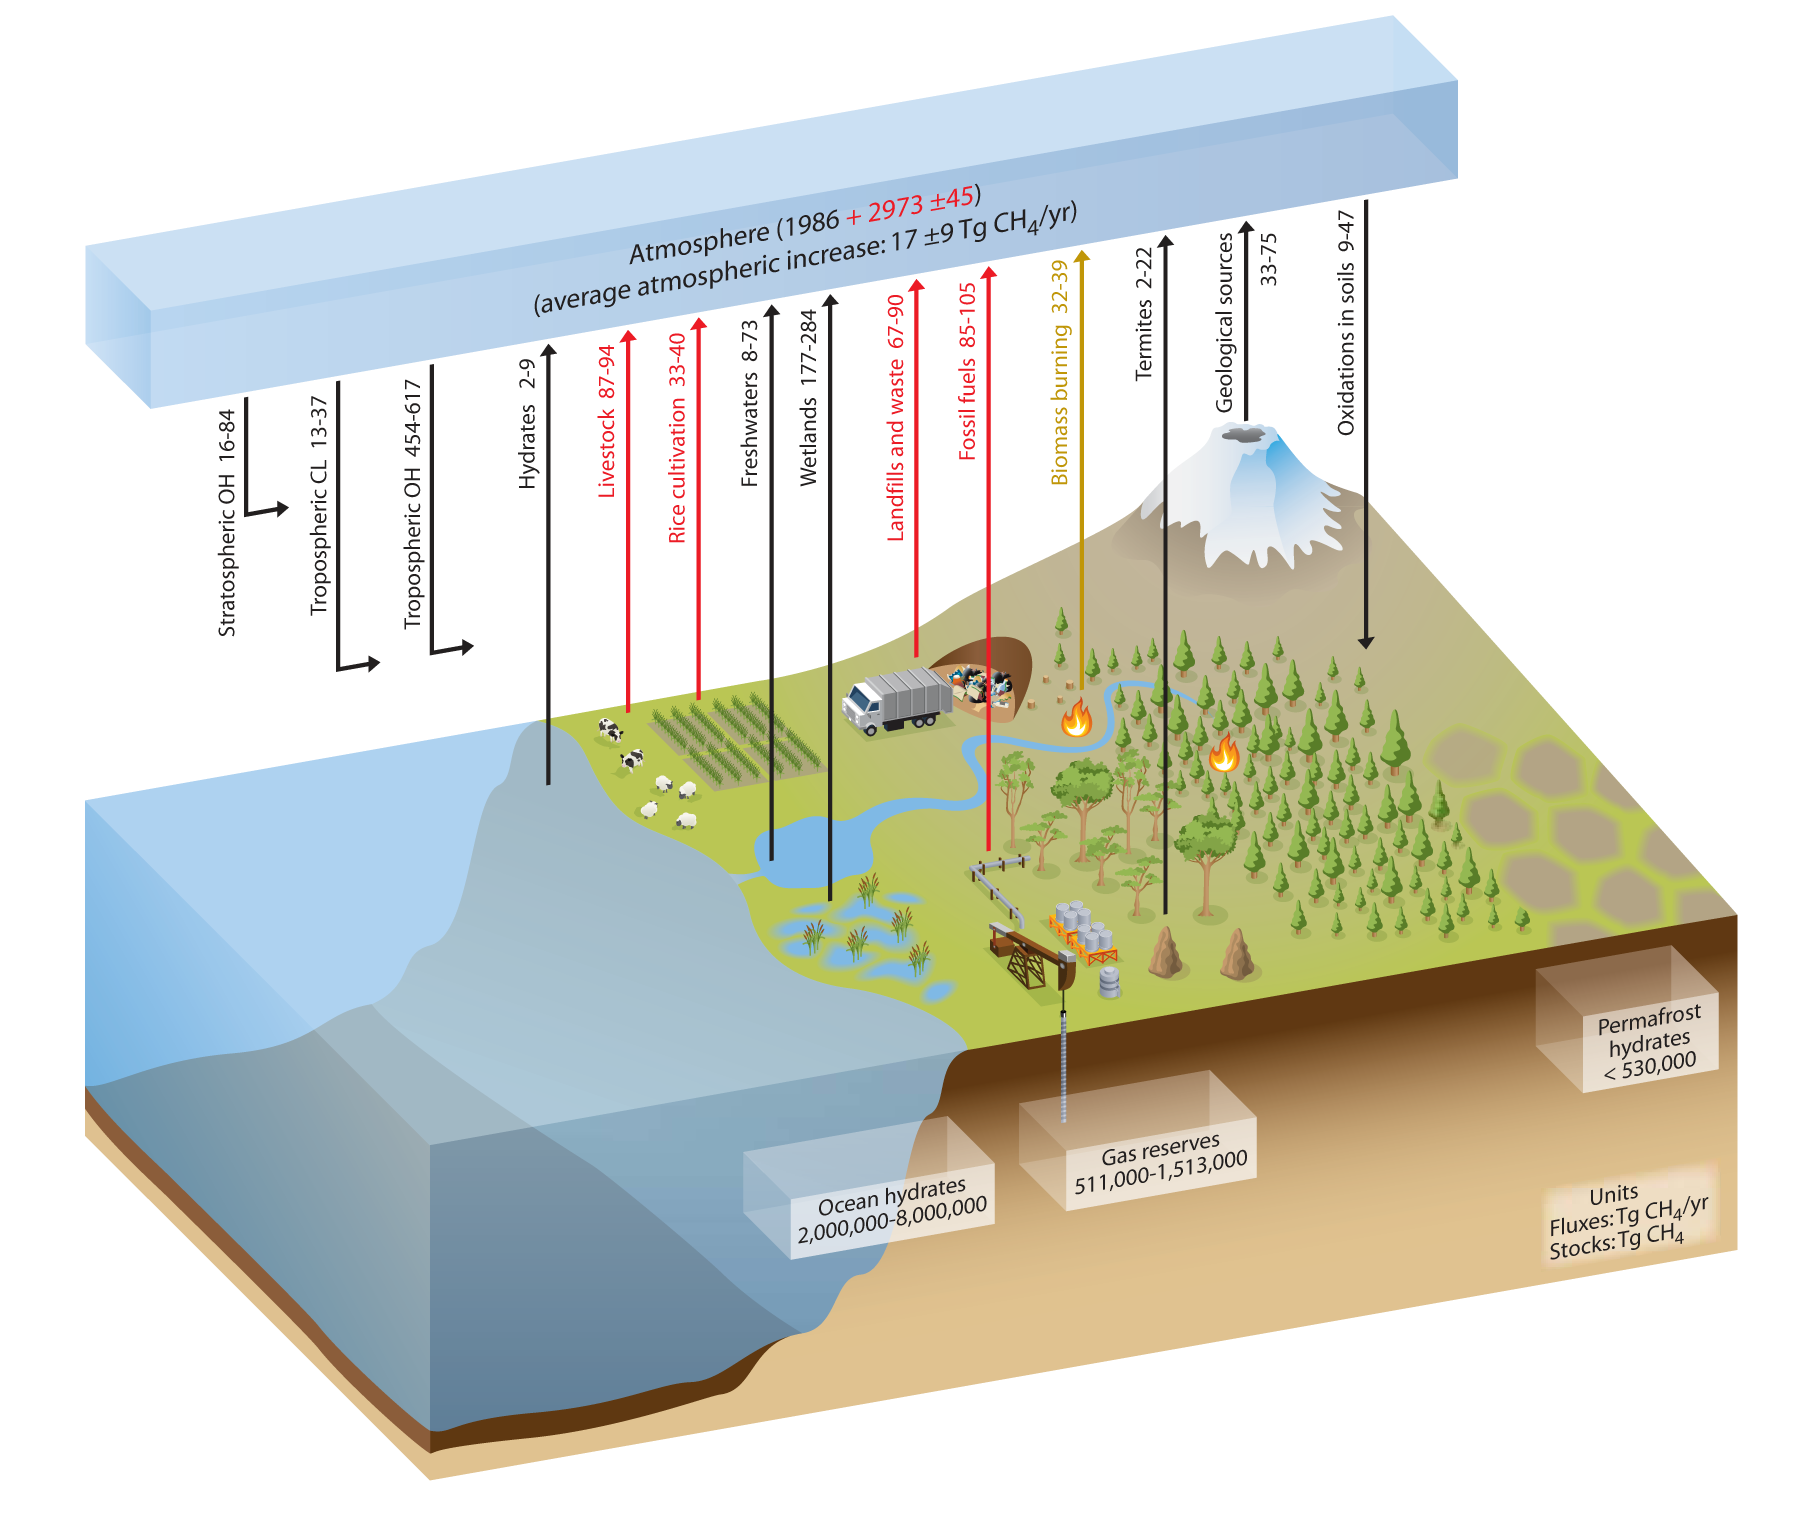 Atmosphere (1986 + 2973 ±45)
(average atmospheric increase: 17 ±9 Tg CH₄/yr)
Stratospheric OH 16-84
Tropospheric CL 13-37
Tropospheric OH 454-617
Hydrates 2-9
Livestock 87-94
Rice cultivation 33-40
Freshwaters 8-73
Wetlands 177-284
Landfills and waste 67-90
Fossil fuels 85-105
Biomass burning 32-39
Termites 2-22
Geological sources
33-75
Oxidations in soils 9-47
Permafrost
hydrates
< 530,000
Gas reserves
511,000-1,513,000
Ocean hydrates
2,000,000-8,000,000
Units
Fluxes: Tg CH₄/yr
Stocks: Tg CH₄